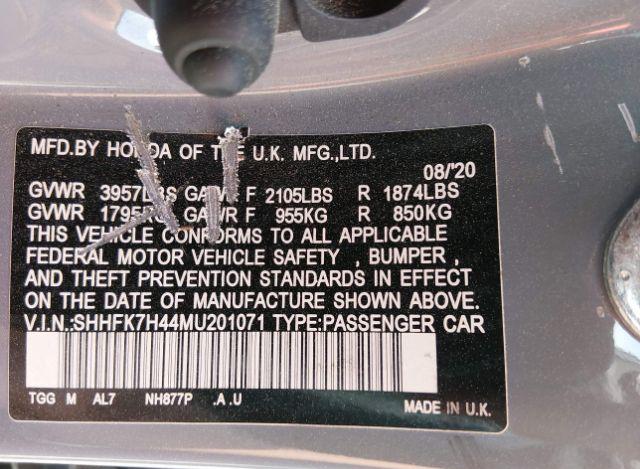 MFD.BY HONDA OF THE U.K. MFG.,LTD.
08/'20
GVWR 3957LBS GAWR F 2105LBS R 1874LBS
GVWR 1795KG GAWR F 955KG R 850KG
THIS VEHICLE CONFORMS TO ALL APPLICABLE
FEDERAL MOTOR VEHICLE SAFETY , BUMPER ,
AND THEFT PREVENTION STANDARDS IN EFFECT
ON THE DATE OF MANUFACTURE SHOWN ABOVE.
V.I.N.:SHHFK7H44MU201071 TYPE:PASSENGER CAR
TGG M AL7 NH877P .A .U
MADE IN U.K.